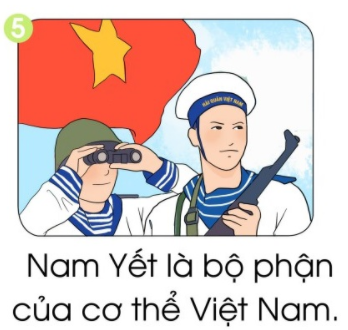 5
HẢI QUÂN VIỆT NAM
Nam Yết là bộ phận
của cơ thể Việt Nam.